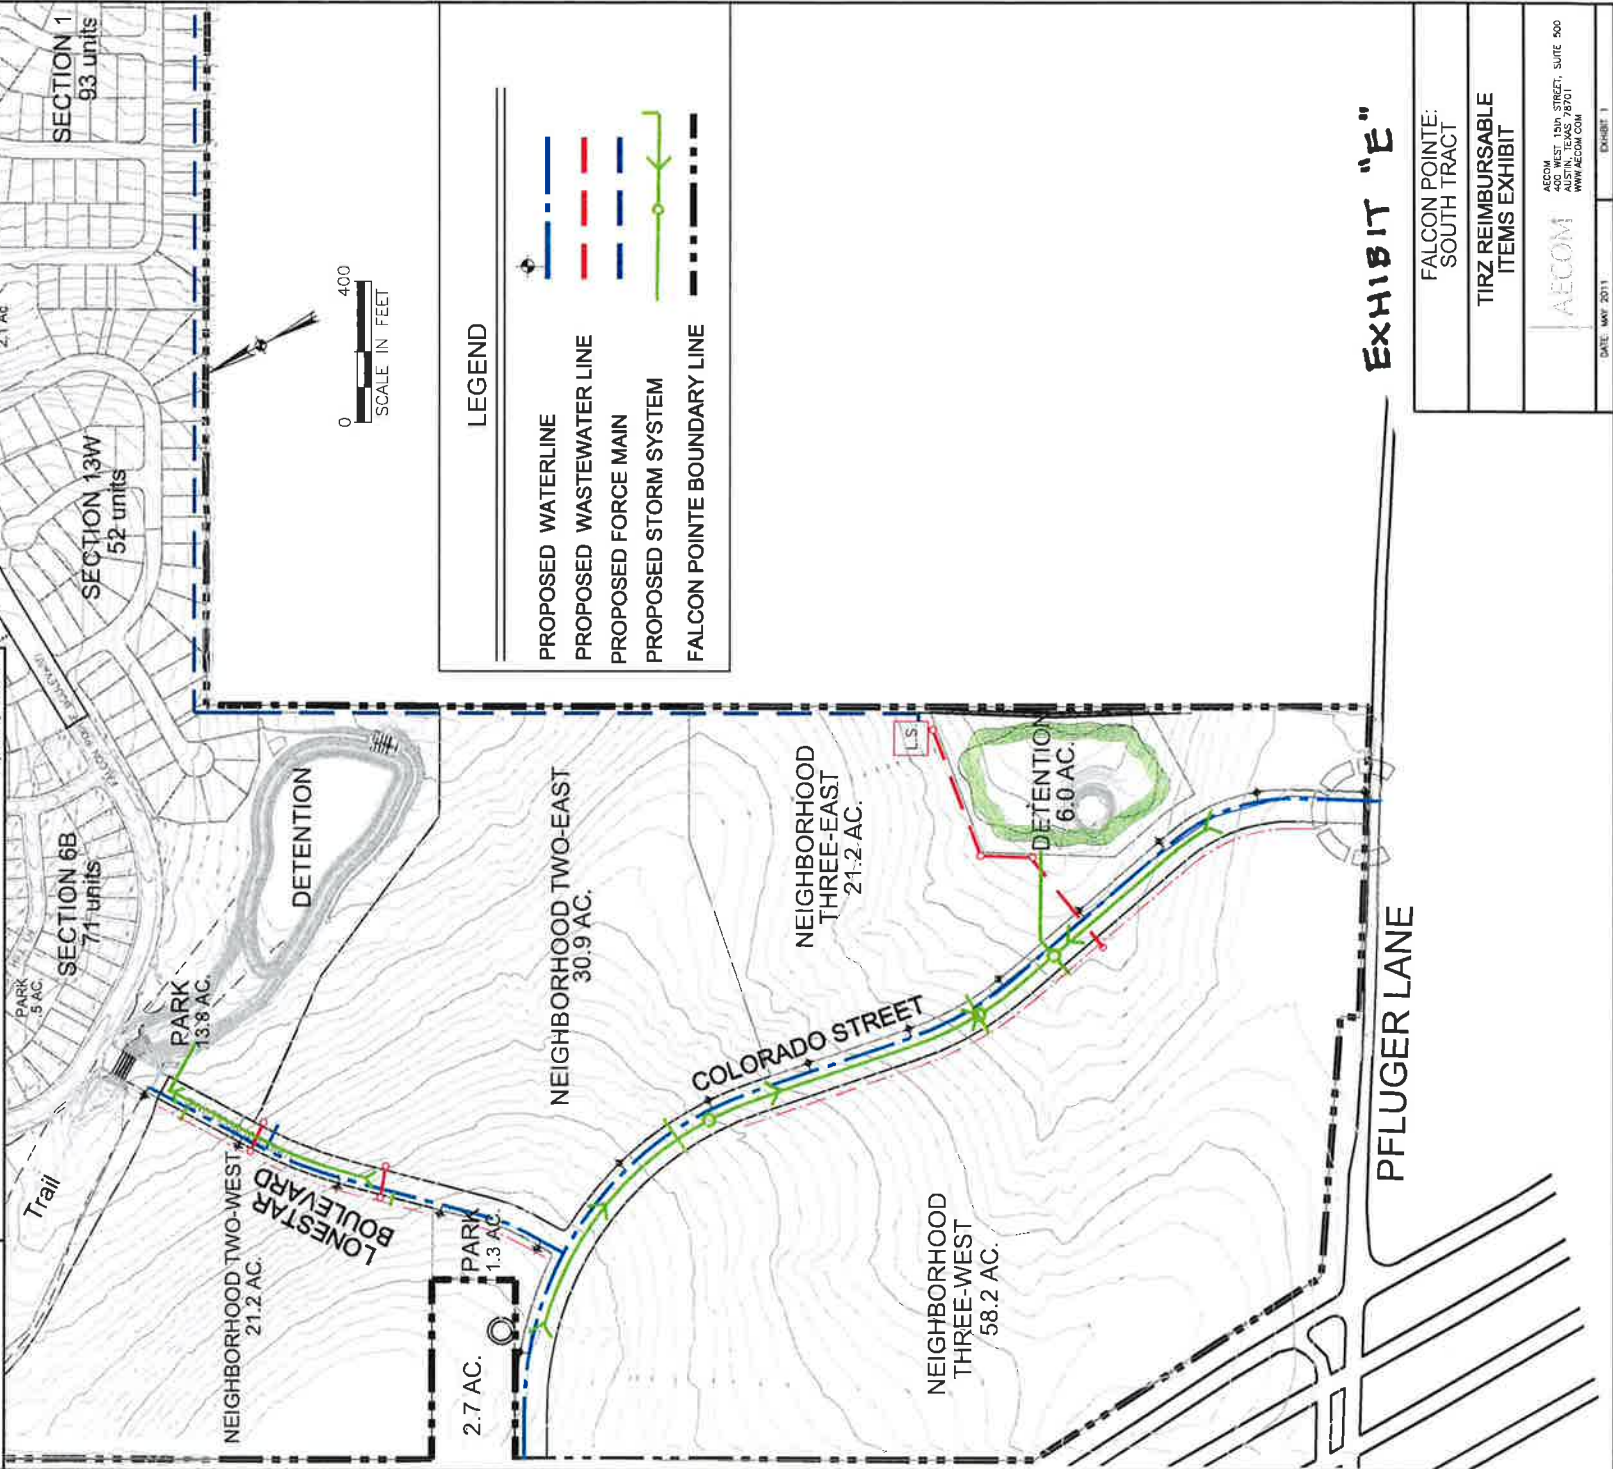 SECTION 1
93 units
2.1 AC
SECTION 13W
52 units
SECTION 6B
71 units
PARK
.5 AC.
PARK
13.8 AC.
DETENTION
Trail
0 400
SCALE IN FEET
LEGEND
PROPOSED WATERLINE
PROPOSED WASTEWATER LINE
PROPOSED FORCE MAIN
PROPOSED STORM SYSTEM
FALCON POINTE BOUNDARY LINE
NEIGHBORHOOD TWO-WEST
21.2 AC.
LONESTAR
BOULEVARD
PARK
1.3 AC.
2.7 AC.
NEIGHBORHOOD TWO-EAST
30.9 AC.
NEIGHBORHOOD
THREE-EAST
21.2 AC.
L.S.
DETENTION
6.0 AC.
COLORADO STREET
NEIGHBORHOOD
THREE-WEST
58.2 AC.
PFLUGER LANE
EXHIBIT "E"
FALCON POINTE:
SOUTH TRACT
TIRZ REIMBURSABLE
ITEMS EXHIBIT
AECOM
AECOM
400 WEST 15th STREET, SUITE 500
AUSTIN, TEXAS 78701
WWW.AECOM.COM
DATE: MAY 2011
EXHIBIT 1